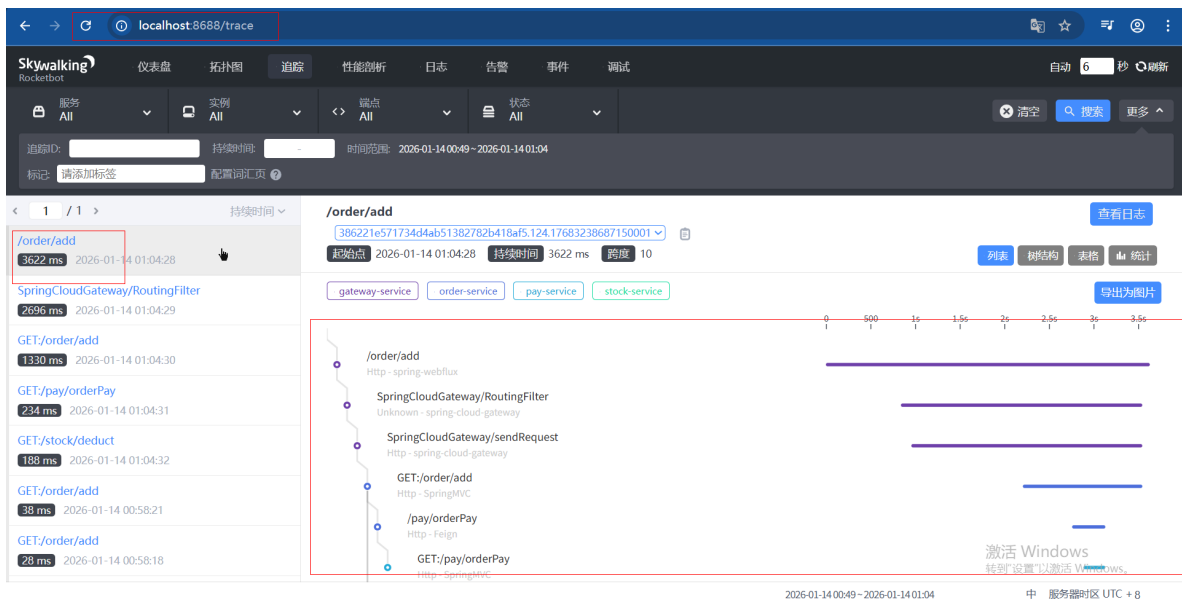 localhost:8688/trace
Skywalking
Rocketbot
仪表盘 拓扑图 追踪 性能剖析 日志 告警 事件 调试 自动 6 秒 刷新
服务 All 实例 All 端点 All 状态 All 清空 搜索 更多
追踪ID: 持续时间: - 时间范围: 2026-01-14 00:49 ~ 2026-01-14 01:04
标记: 请添加标签 配置词汇页 ?
1 / 1 持续时间
/order/add
3622 ms 2026-01-14 01:04:28
SpringCloudGateway/RoutingFilter
2696 ms 2026-01-14 01:04:29
GET:/order/add
1330 ms 2026-01-14 01:04:30
GET:/pay/orderPay
234 ms 2026-01-14 01:04:31
GET:/stock/deduct
188 ms 2026-01-14 01:04:32
GET:/order/add
38 ms 2026-01-14 00:58:21
GET:/order/add
28 ms 2026-01-14 00:58:18
/order/add 查看日志
386221e571734d4ab51382782b418af5.124.17683238687150001
起始点 2026-01-14 01:04:28 持续时间 3622 ms 跨度 10 列表 树结构 表格 统计
gateway-service order-service pay-service stock-service 导出为图片
0 500 1s 1.5s 2s 2.5s 3s 3.5s
/order/add
Http - spring-webflux
SpringCloudGateway/RoutingFilter
Unknown - spring-cloud-gateway
SpringCloudGateway/sendRequest
Http - spring-cloud-gateway
GET:/order/add
Http - SpringMVC
/pay/orderPay
Http - Feign
GET:/pay/orderPay
Http - SpringMVC
激活 Windows
转到"设置"以激活 Windows。
2026-01-14 00:49 ~ 2026-01-14 01:04 中 服务器时区 UTC + 8